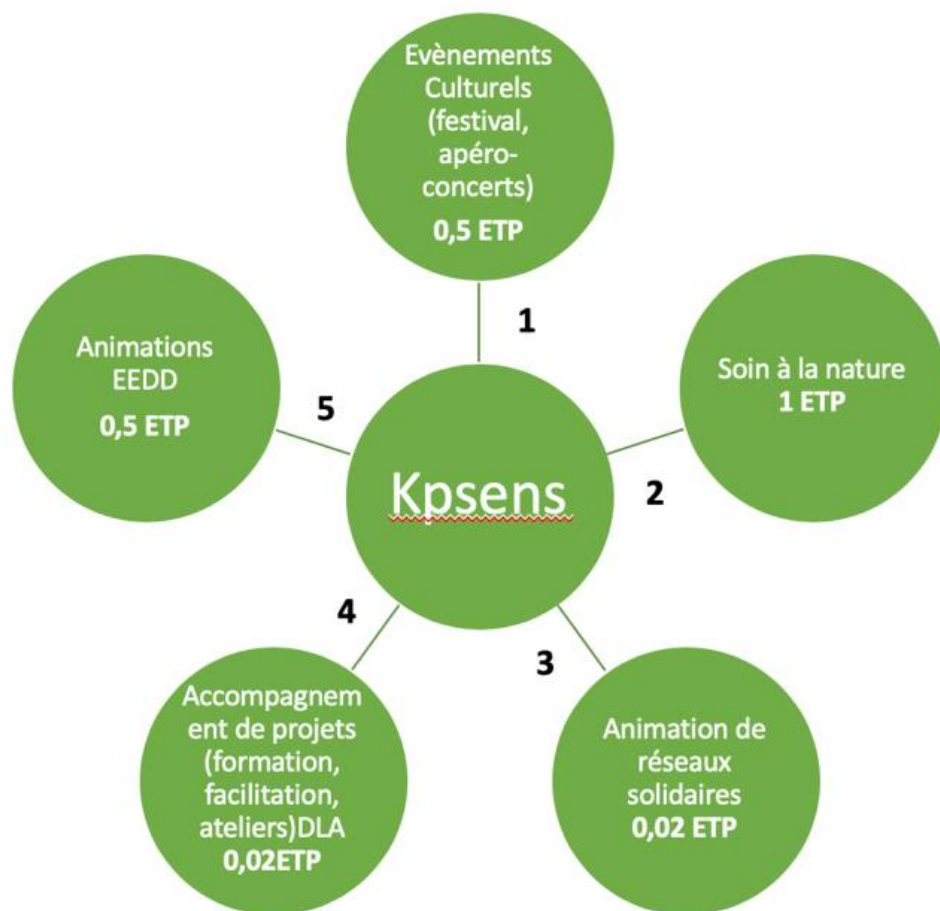 Evènements
Culturels
(festival,
apéro-
concerts)
0,5 ETP
1
Soin à la nature
1 ETP
2
Kpsens
3
Animation de
réseaux
solidaires
0,02 ETP
4
Accompagnem
ent de projets
(formation,
facilitation,
ateliers)DLA
0,02ETP
5
Animations
EEDD
0,5 ETP